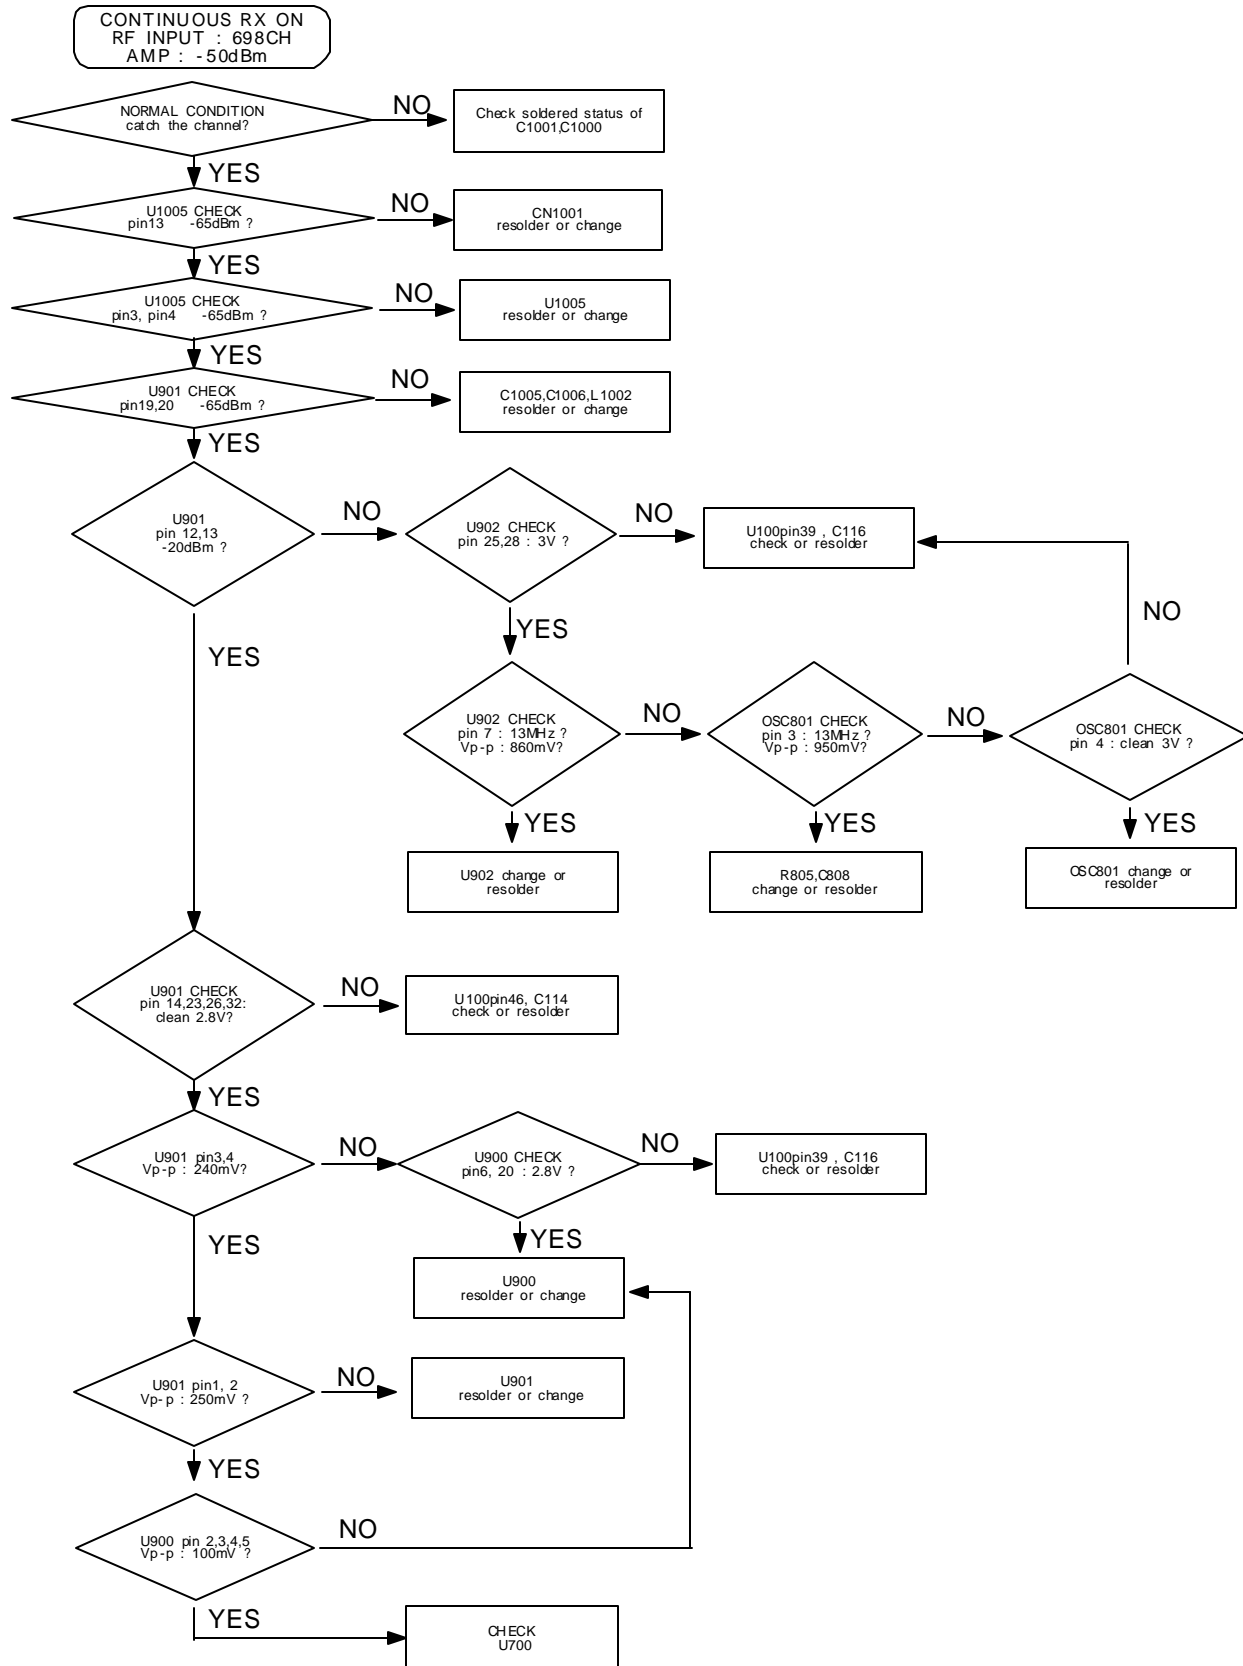 CONTINUOUS RX ON
RF INPUT : 698CH
AMP : -50dBm
NORMAL CONDITION
catch the channel?
NO
Check soldered status of
C1001,C1000
YES
U1005 CHECK
pin13 -65dBm ?
NO
CN1001
resolder or change
YES
U1005 CHECK
pin3, pin4 -65dBm ?
NO
U1005
resolder or change
YES
U901 CHECK
pin19,20 -65dBm ?
NO
C1005,C1006,L1002
resolder or change
YES
U901
pin 12,13
-20dBm ?
NO
U902 CHECK
pin 25,28 : 3V ?
NO
U100pin39 , C116
check or resolder
NO
YES
YES
U902 CHECK
pin 7 : 13MHz ?
Vp-p : 860mV?
NO
OSC801 CHECK
pin 3 : 13MHz ?
Vp-p : 950mV?
NO
OSC801 CHECK
pin 4 : clean 3V ?
YES
YES
YES
U902 change or
resolder
R805,C808
change or resolder
OSC801 change or
resolder
U901 CHECK
pin 14,23,26,32:
clean 2.8V?
NO
U100pin46, C114
check or resolder
YES
U901 pin3,4
Vp-p : 240mV?
NO
U900 CHECK
pin6, 20 : 2.8V ?
NO
U100pin39 , C116
check or resolder
YES
YES
U900
resolder or change
U901 pin1, 2
Vp-p : 250mV ?
NO
U901
resolder or change
YES
U900 pin 2,3,4,5
Vp-p : 100mV ?
NO
YES
CHECK
U700